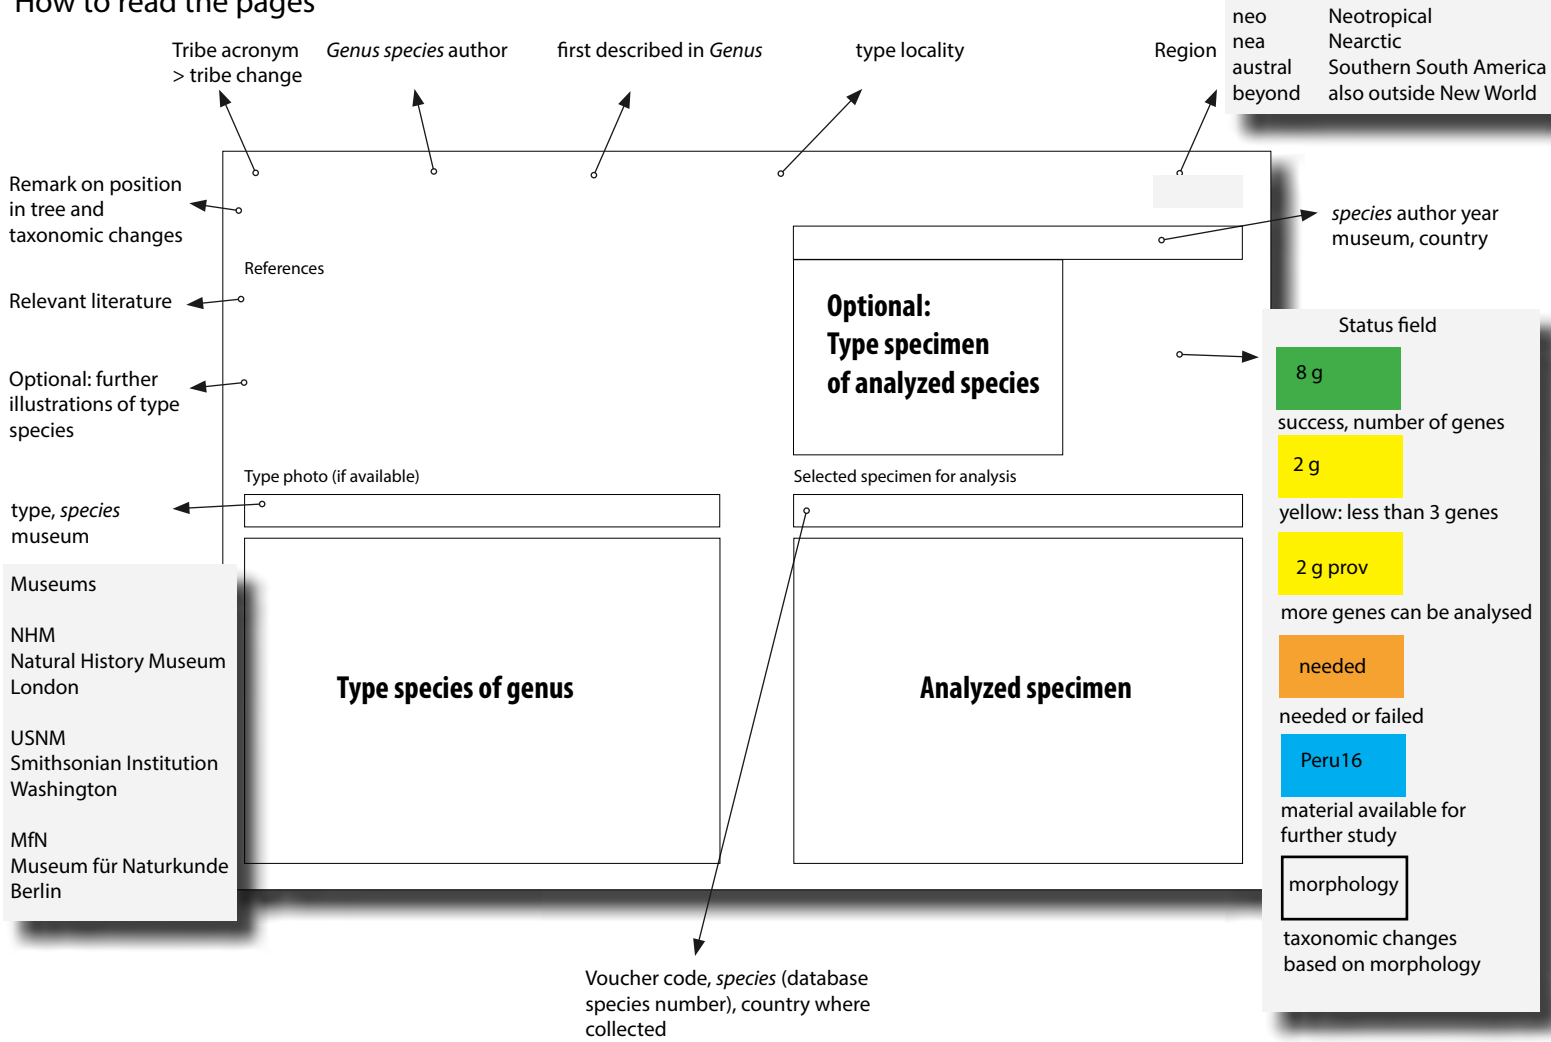 How to read the pages
neo Neotropical
nea Nearctic
austral Southern South America
beyond also outside New World
Tribe acronym
> tribe change
Genus species author
first described in Genus
type locality
Region
Remark on position
in tree and
taxonomic changes
species author year
museum, country
References
Relevant literature
Optional:
Type specimen
of analyzed species
Optional: further
illustrations of type
species
Type photo (if available)
Selected specimen for analysis
type, species
museum
Museums
NHM
Natural History Museum
London
USNM
Smithsonian Institution
Washington
MfN
Museum für Naturkunde
Berlin
Type species of genus
Analyzed specimen
Status field
8 g
success, number of genes
2 g
yellow: less than 3 genes
2 g prov
more genes can be analysed
needed
needed or failed
Peru16
material available for
further study
morphology
taxonomic changes
based on morphology
Voucher code, species (database
species number), country where
collected